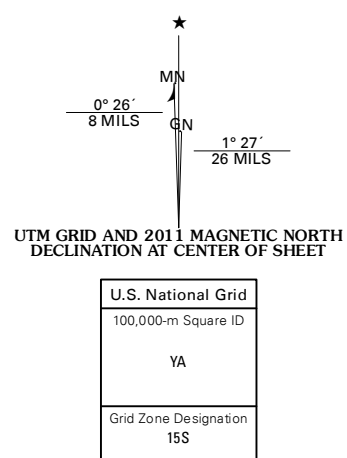 ★
MN
0° 26´
8 MILS
GN
1° 27´
26 MILS
UTM GRID AND 2011 MAGNETIC NORTH
DECLINATION AT CENTER OF SHEET
U.S. National Grid
100,000-m Square ID
YA
Grid Zone Designation
15S